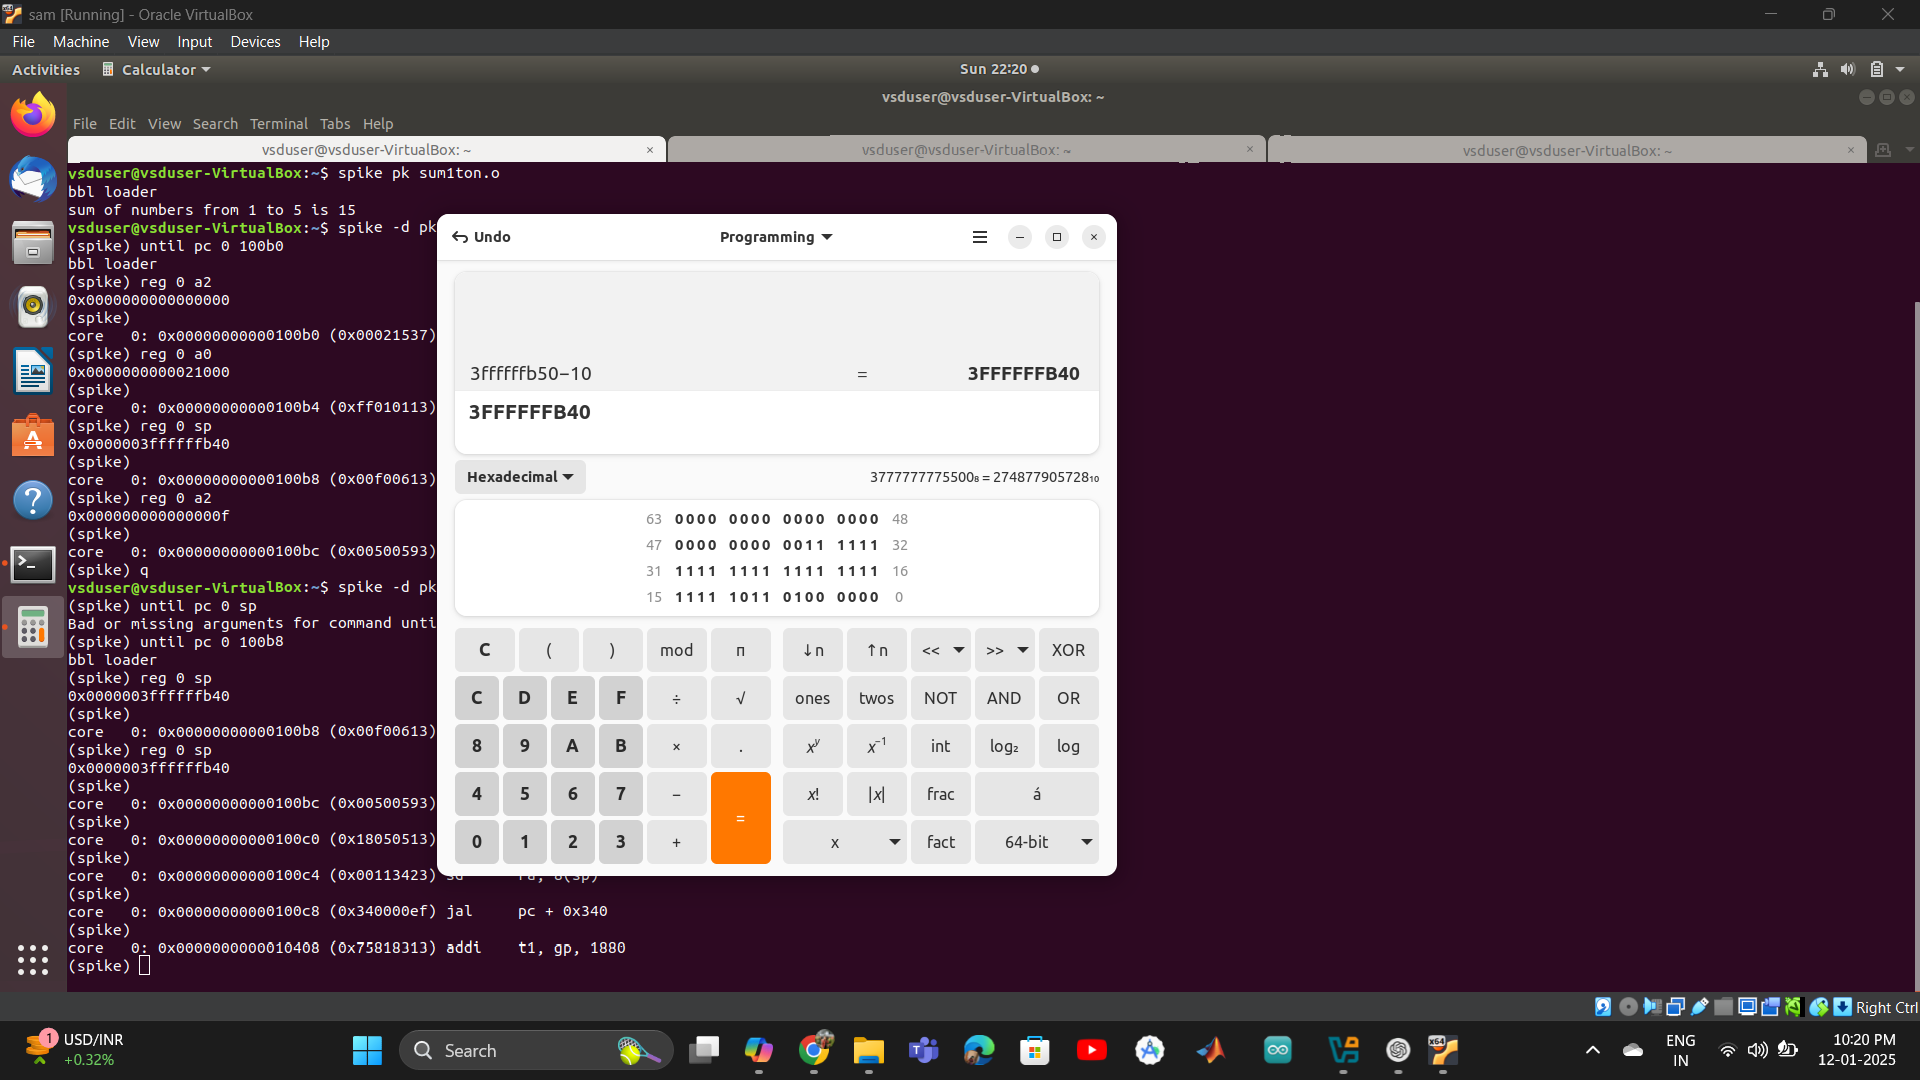 sam [Running] - Oracle VirtualBox
File Machine View Input Devices Help
Activities Calculator Sun 22:20
vsduser@vsduser-VirtualBox: ~
File Edit View Search Terminal Tabs Help
vsduser@vsduser-VirtualBox: ~ × vsduser@vsduser-VirtualBox: ~ × vsduser@vsduser-VirtualBox: ~ ×
vsduser@vsduser-VirtualBox:~$ spike pk sum1ton.o
bbl loader
sum of numbers from 1 to 5 is 15
vsduser@vsduser-VirtualBox:~$ spike -d pk
(spike) until pc 0 100b0
bbl loader
(spike) reg 0 a2
0x0000000000000000
(spike)
core   0: 0x00000000000100b0 (0x00021537)
(spike) reg 0 a0
0x0000000000021000
(spike)
core   0: 0x00000000000100b4 (0xff010113)
(spike) reg 0 sp
0x0000003ffffffb40
(spike)
core   0: 0x00000000000100b8 (0x00f00613)
(spike) reg 0 a2
0x000000000000000f
(spike)
core   0: 0x00000000000100bc (0x00500593)
(spike) q
vsduser@vsduser-VirtualBox:~$ spike -d pk
(spike) until pc 0 sp
Bad or missing arguments for command unti
(spike) until pc 0 100b8
bbl loader
(spike) reg 0 sp
0x0000003ffffffb40
(spike)
core   0: 0x00000000000100b8 (0x00f00613)
(spike) reg 0 sp
0x0000003ffffffb40
(spike)
core   0: 0x00000000000100bc (0x00500593)
(spike)
core   0: 0x00000000000100c0 (0x18050513)
(spike)
core   0: 0x00000000000100c4 (0x00113423) sd      ra, 8(sp)
(spike)
core   0: 0x00000000000100c8 (0x340000ef) jal     pc + 0x340
(spike)
core   0: 0x0000000000010408 (0x75818313) addi    t1, gp, 1880
(spike)
Undo Programming
3ffffffb50−10 = 3FFFFFFB40
3FFFFFFB40
Hexadecimal 3777777775500₈ = 274877905728₁₀
63 0000 0000 0000 0000 48
47 0000 0000 0011 1111 32
31 1111 1111 1111 1111 16
15 1111 1011 0100 0000 0
C ( ) mod π ↓n ↑n << >> XOR
C D E F ÷ √ ones twos NOT AND OR
8 9 A B × . xʸ x⁻¹ int log₂ log
4 5 6 7 − = x! |x| frac á
0 1 2 3 + x fact 64-bit
Right Ctrl
1 USD/INR
+0.32%
Search
ENG
IN
10:20 PM
12-01-2025